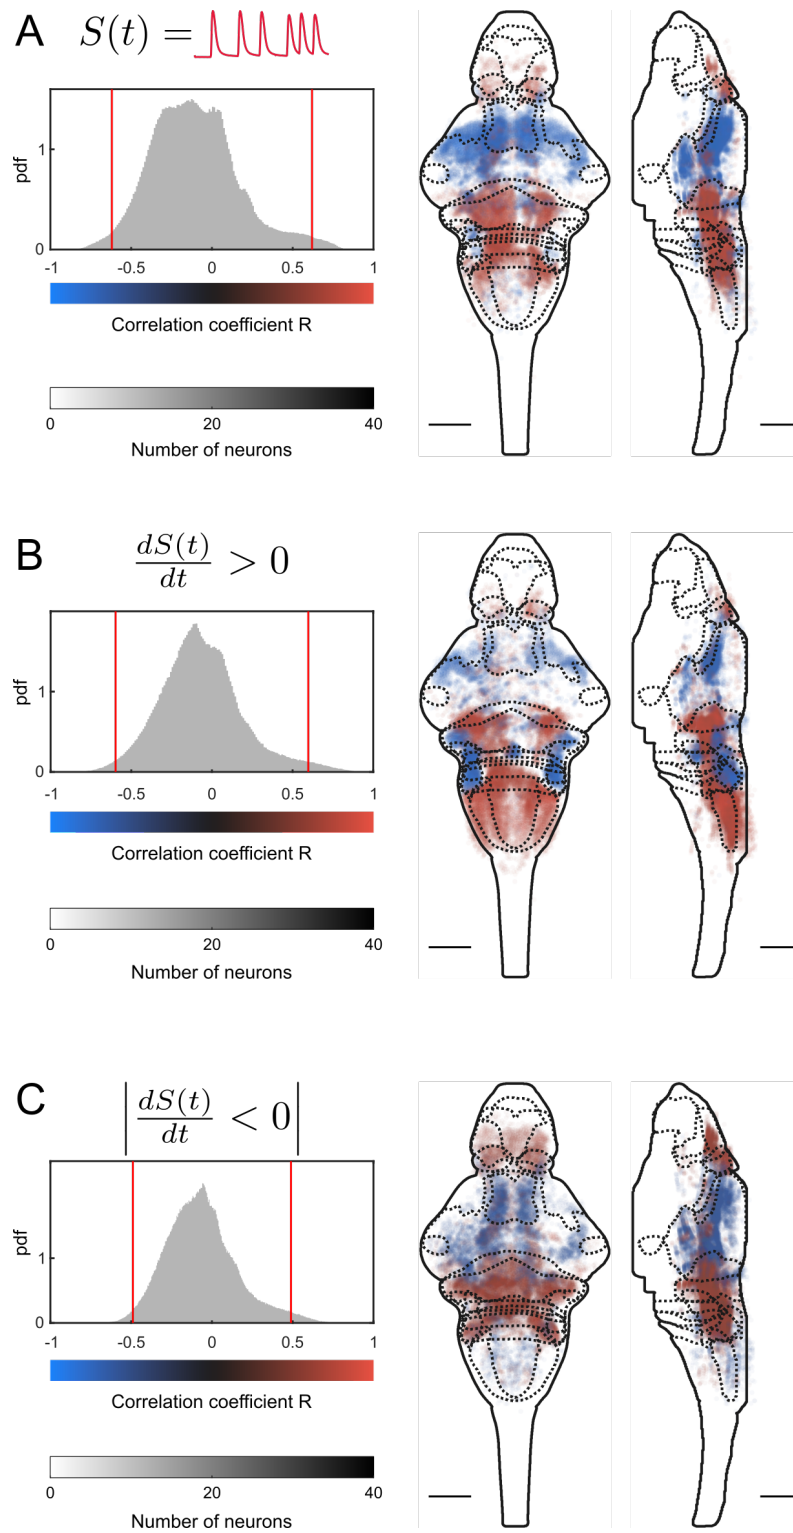 A
S(t) =
pdf
1
0
-1 -0.5 0 0.5 1
Correlation coefficient R
0 20 40
Number of neurons
B
dS(t)/dt > 0
pdf
1
0
-1 -0.5 0 0.5 1
Correlation coefficient R
0 20 40
Number of neurons
C
|dS(t)/dt < 0|
pdf
1
0
-1 -0.5 0 0.5 1
Correlation coefficient R
0 20 40
Number of neurons